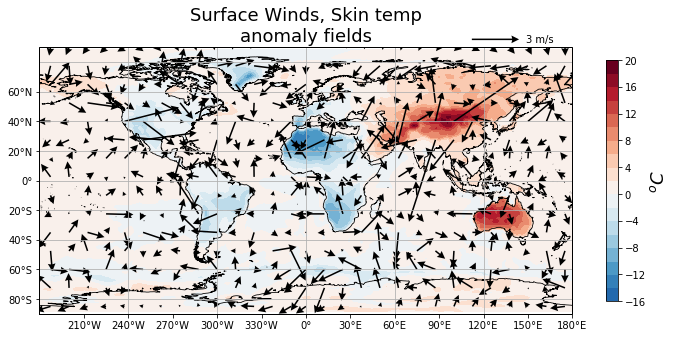 Surface Winds, Skin temp
anomaly fields
3 m/s
60°N
40°N
20°N
0°
20°S
40°S
60°S
80°S
210°W
240°W
270°W
300°W
330°W
0°
30°E
60°E
90°E
120°E
150°E
180°E
20
16
12
8
4
0
−4
−8
−12
−16
°C